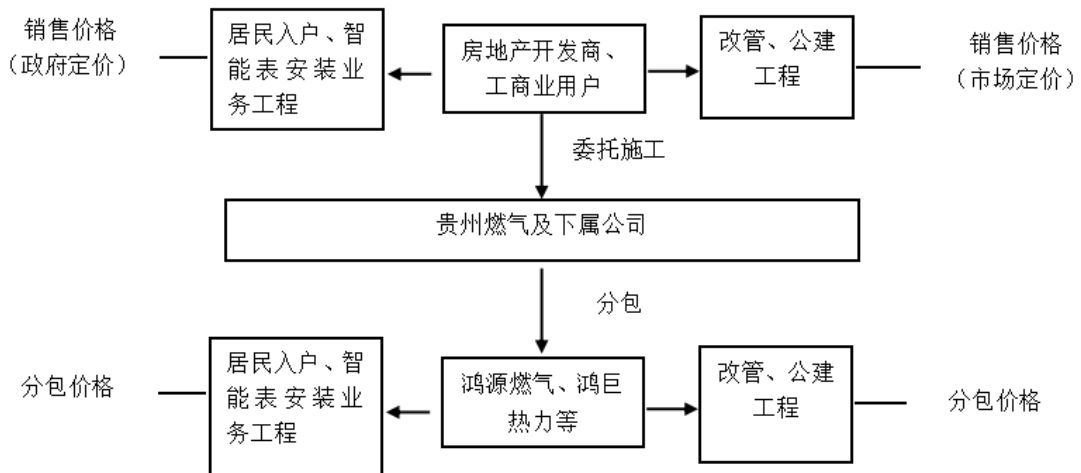 销售价格
（政府定价）
居民入户、智
能表安装业
务工程
房地产开发商、
工商业用户
改管、公建
工程
销售价格
（市场定价）
委托施工
贵州燃气及下属公司
分包
分包价格
居民入户、智
能表安装业
务工程
鸿源燃气、鸿巨
热力等
改管、公建
工程
分包价格